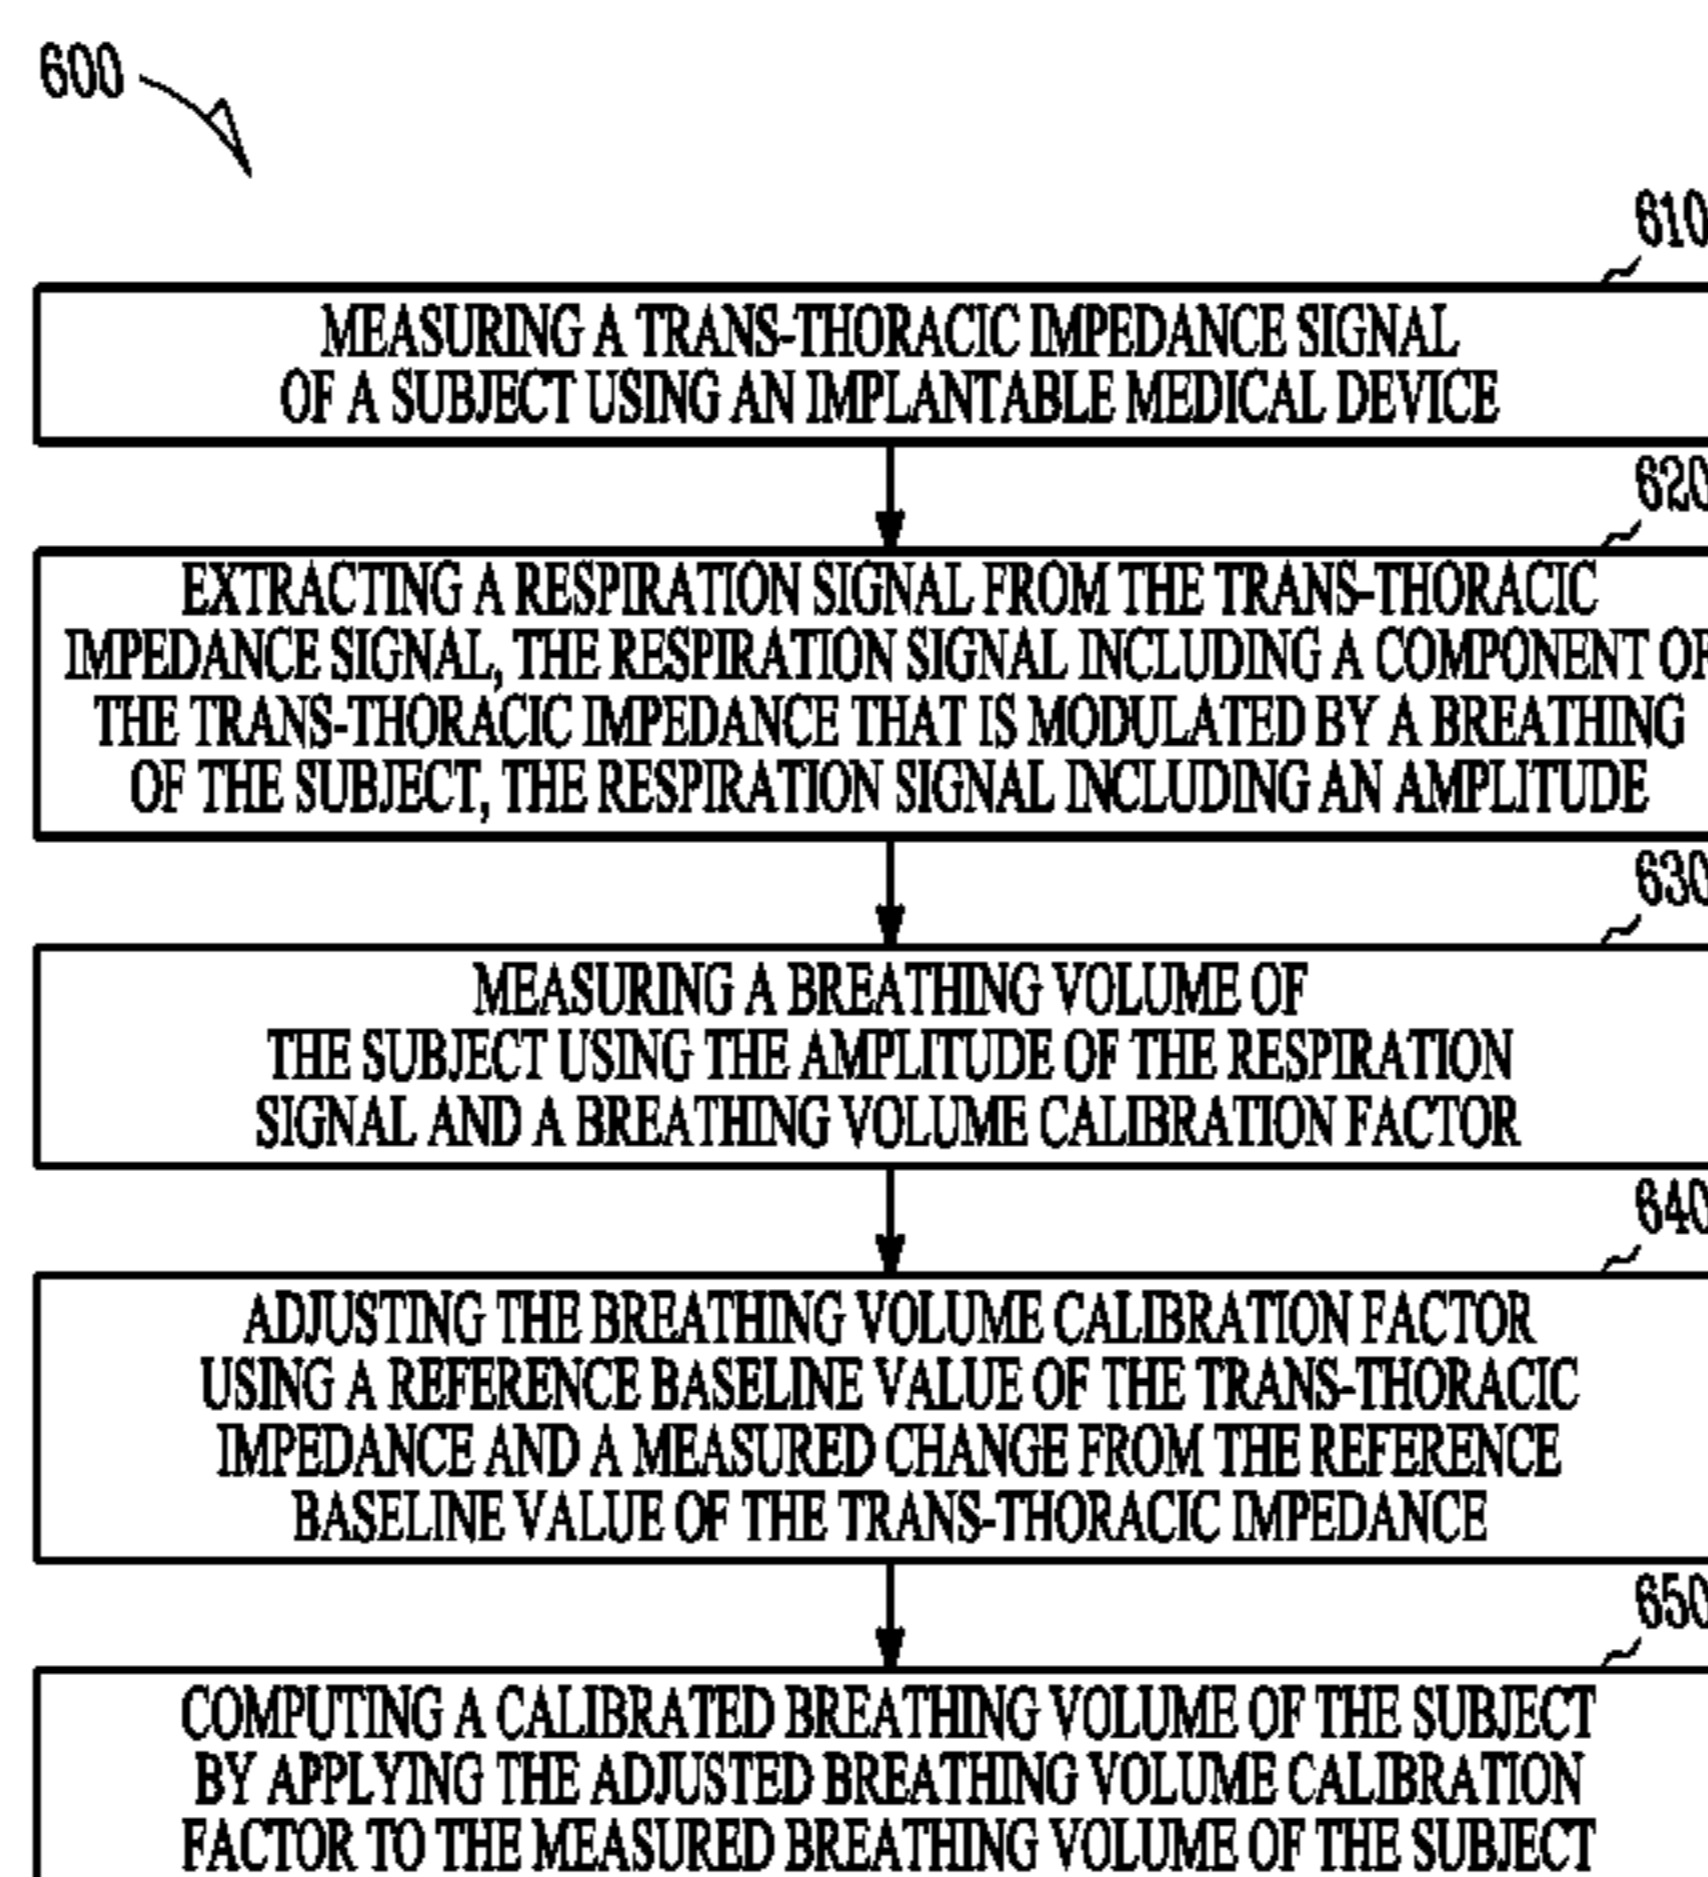 600
610
MEASURING A TRANS-THORACIC IMPEDANCE SIGNAL
OF A SUBJECT USING AN IMPLANTABLE MEDICAL DEVICE
620
EXTRACTING A RESPIRATION SIGNAL FROM THE TRANS-THORACIC
IMPEDANCE SIGNAL, THE RESPIRATION SIGNAL INCLUDING A COMPONENT OF
THE TRANS-THORACIC IMPEDANCE THAT IS MODULATED BY A BREATHING
OF THE SUBJECT, THE RESPIRATION SIGNAL INCLUDING AN AMPLITUDE
630
MEASURING A BREATHING VOLUME OF
THE SUBJECT USING THE AMPLITUDE OF THE RESPIRATION
SIGNAL AND A BREATHING VOLUME CALIBRATION FACTOR
640
ADJUSTING THE BREATHING VOLUME CALIBRATION FACTOR
USING A REFERENCE BASELINE VALUE OF THE TRANS-THORACIC
IMPEDANCE AND A MEASURED CHANGE FROM THE REFERENCE
BASELINE VALUE OF THE TRANS-THORACIC IMPEDANCE
650
COMPUTING A CALIBRATED BREATHING VOLUME OF THE SUBJECT
BY APPLYING THE ADJUSTED BREATHING VOLUME CALIBRATION
FACTOR TO THE MEASURED BREATHING VOLUME OF THE SUBJECT